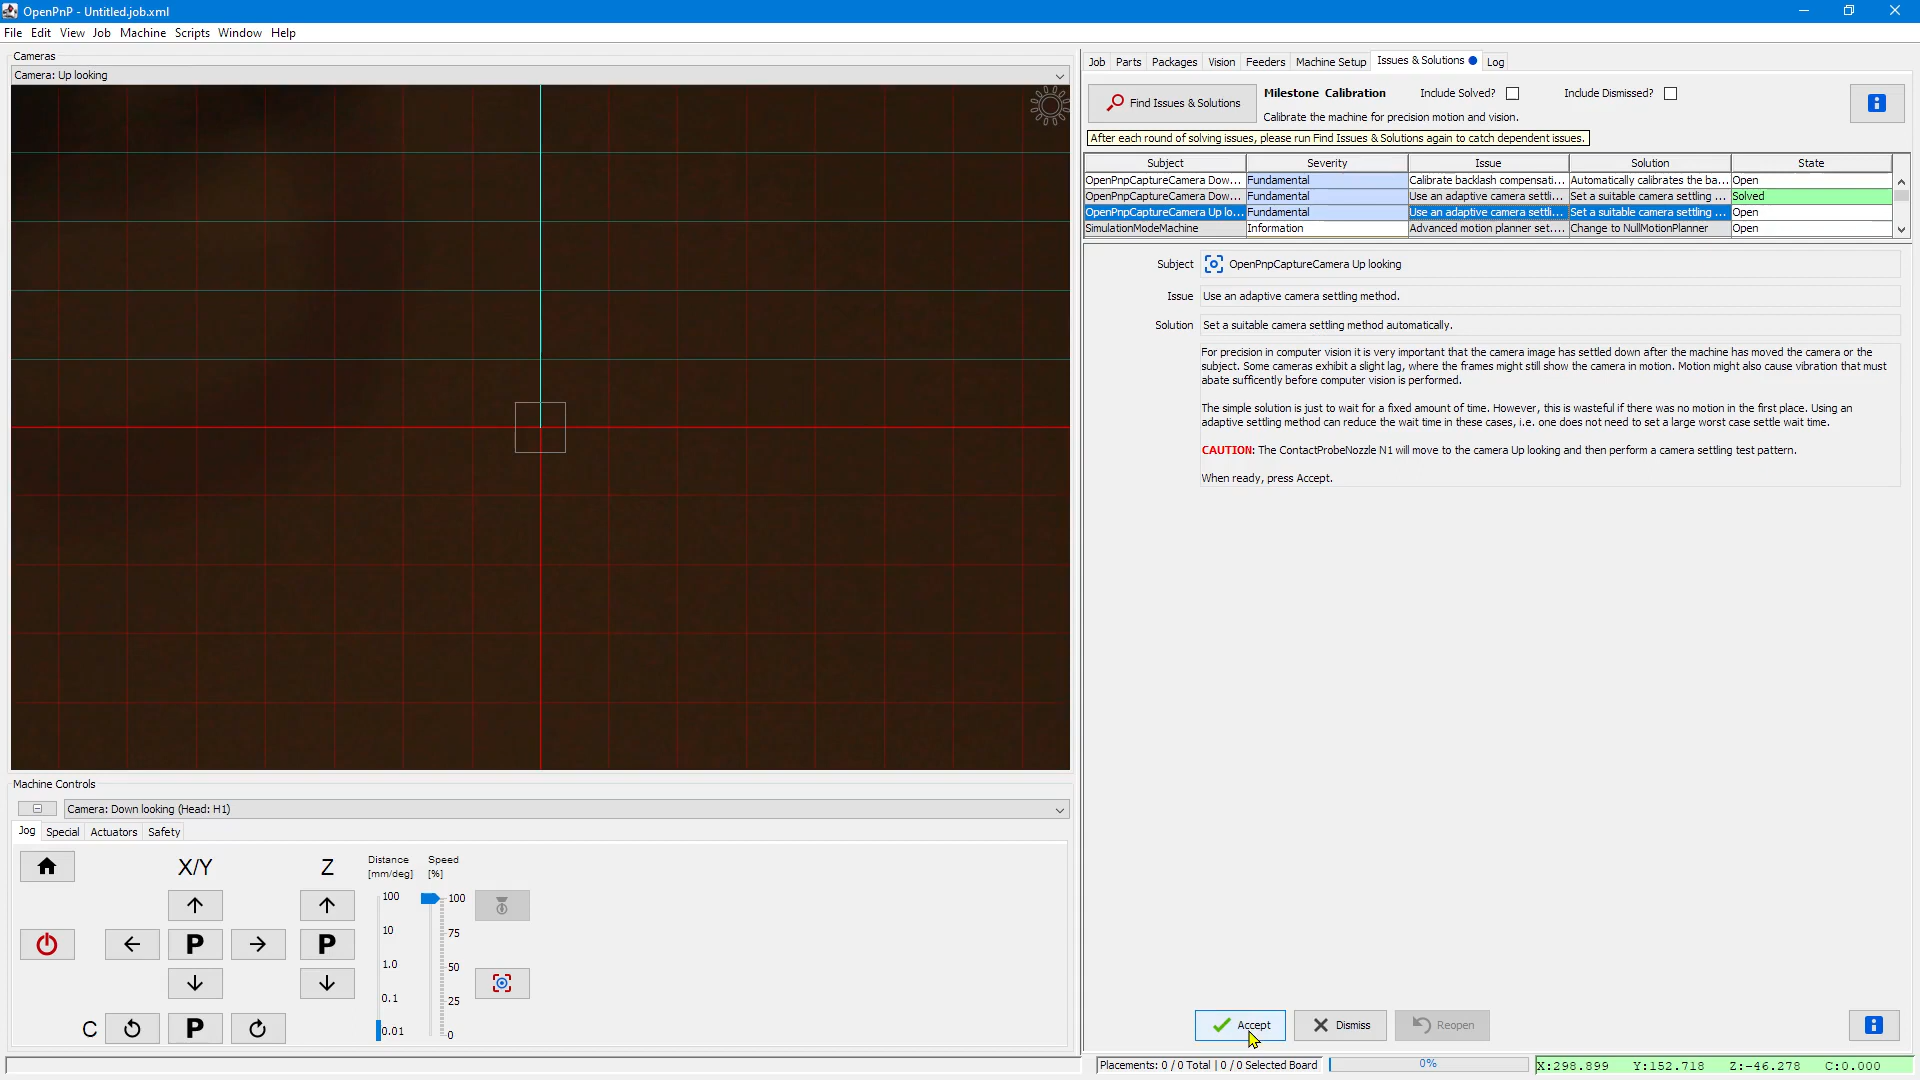 OpenPnP - Untitled.job.xml
File Edit View Job Machine Scripts Window Help
Cameras
Camera: Up looking
Job Parts Packages Vision Feeders Machine Setup Issues & Solutions Log
Find Issues & Solutions
Milestone Calibration
Include Solved?
Include Dismissed?
Calibrate the machine for precision motion and vision.
After each round of solving issues, please run Find Issues & Solutions again to catch dependent issues.
Subject Severity Issue Solution State
OpenPnpCaptureCamera Dow... Fundamental Calibrate backlash compensati... Automatically calibrates the ba... Open
OpenPnpCaptureCamera Dow... Fundamental Use an adaptive camera settli... Set a suitable camera settling ... Solved
OpenPnpCaptureCamera Up lo... Fundamental Use an adaptive camera settli... Set a suitable camera settling ... Open
SimulationModeMachine Information Advanced motion planner set.... Change to NullMotionPlanner Open
Subject OpenPnpCaptureCamera Up looking
Issue Use an adaptive camera settling method.
Solution Set a suitable camera settling method automatically.
For precision in computer vision it is very important that the camera image has settled down after the machine has moved the camera or the
subject. Some cameras exhibit a slight lag, where the frames might still show the camera in motion. Motion might also cause vibration that must
abate sufficently before computer vision is performed.
The simple solution is just to wait for a fixed amount of time. However, this is wasteful if there was no motion in the first place. Using an
adaptive settling method can reduce the wait time in these cases, i.e. one does not need to set a large worst case settle wait time.
CAUTION: The ContactProbeNozzle N1 will move to the camera Up looking and then perform a camera settling test pattern.
When ready, press Accept.
Machine Controls
Camera: Down looking (Head: H1)
Jog Special Actuators Safety
X/Y Z
Distance
[mm/deg]
Speed
[%]
100
10
1.0
0.1
0.01
100
75
50
25
0
P P
C P
Accept Dismiss Reopen
Placements: 0 / 0 Total | 0 / 0 Selected Board 0% X:298.899 Y:152.718 Z:-46.278 C:0.000